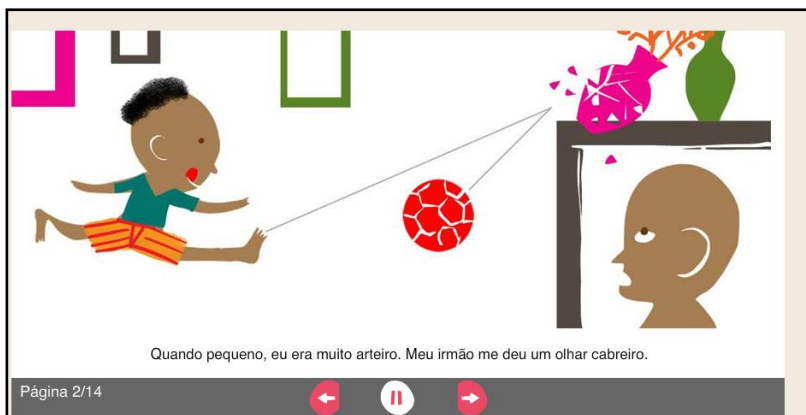 Quando pequeno, eu era muito arteiro. Meu irmão me deu um olhar cabreiro.
Página 2/14